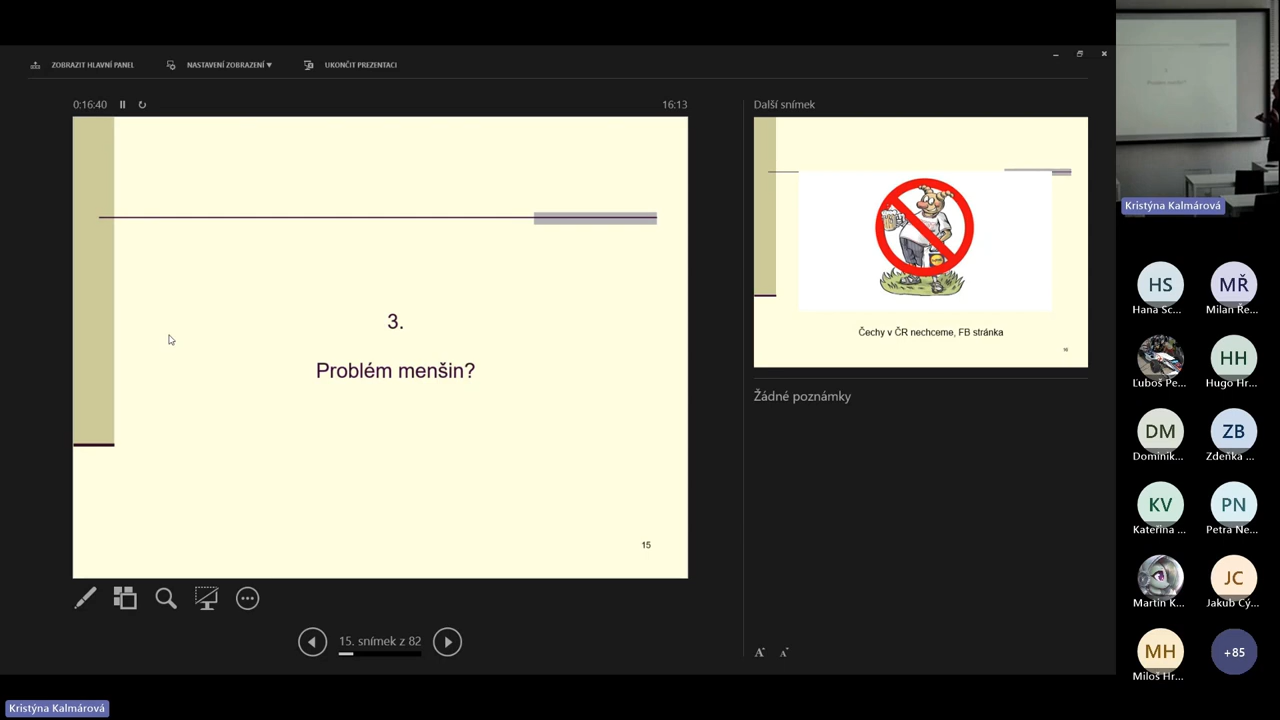 ZOBRAZIT HLAVNÍ PANEL
NASTAVENÍ ZOBRAZENÍ ▼
UKONČIT PREZENTACI
0:16:40
16:13
3.
Problém menšin?
15
15. snímek z 82
Další snímek
Čechy v ČR nechceme, FB stránka
16
Žádné poznámky
A A
Kristýna Kalmárová
HS
Hana Sc...
MŘ
Milan Ře...
Ľuboš Pe...
HH
Hugo Hr...
DM
Dominik...
ZB
Zdeňka ...
KV
Kateřina ...
PN
Petra Ne...
Martin K...
JC
Jakub Cý...
MH
Miloš Hr...
+85
Kristýna Kalmárová